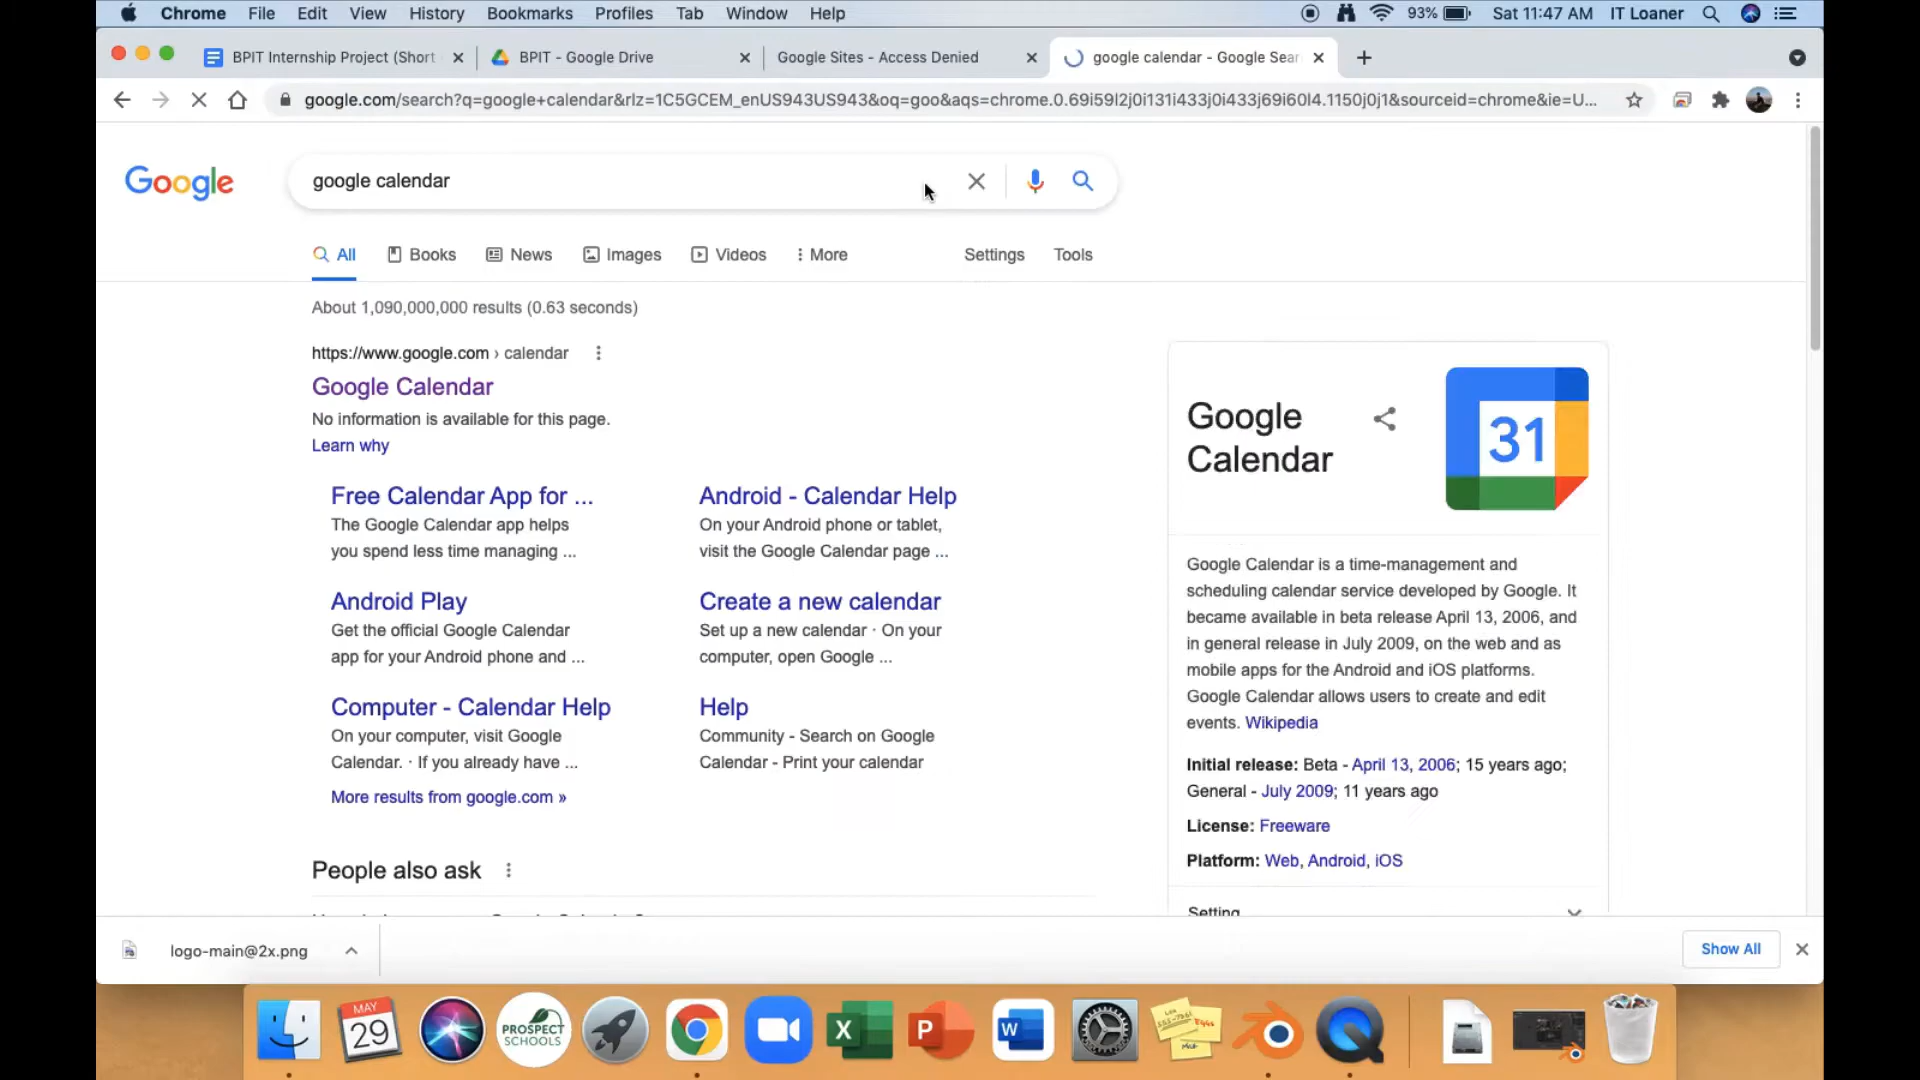 Chrome File Edit View History Bookmarks Profiles Tab Window Help 93% Sat 11:47 AM IT Loaner
BPIT Internship Project (Short BPIT - Google Drive Google Sites - Access Denied google calendar - Google Sear
google.com/search?q=google+calendar&rlz=1C5GCEM_enUS943US943&oq=goo&aqs=chrome.0.69i59l2j0i131i433j0i433j69i60l4.1150j0j1&sourceid=chrome&ie=U...
Google google calendar
All Books News Images Videos More Settings Tools
About 1,090,000,000 results (0.63 seconds)
https://www.google.com › calendar
Google Calendar
No information is available for this page.
Learn why
Free Calendar App for ...
The Google Calendar app helps
you spend less time managing ...
Android - Calendar Help
On your Android phone or tablet,
visit the Google Calendar page ...
Android Play
Get the official Google Calendar
app for your Android phone and ...
Create a new calendar
Set up a new calendar · On your
computer, open Google ...
Computer - Calendar Help
On your computer, visit Google
Calendar. · If you already have ...
Help
Community - Search on Google
Calendar - Print your calendar
More results from google.com »
People also ask
Google
Calendar
31
Google Calendar is a time-management and
scheduling calendar service developed by Google. It
became available in beta release April 13, 2006, and
in general release in July 2009, on the web and as
mobile apps for the Android and iOS platforms.
Google Calendar allows users to create and edit
events. Wikipedia
Initial release: Beta - April 13, 2006; 15 years ago;
General - July 2009; 11 years ago
License: Freeware
Platform: Web, Android, iOS
Setting
logo-main@2x.png Show All
MAY
29
PROSPECT
SCHOOLS
X
P
W